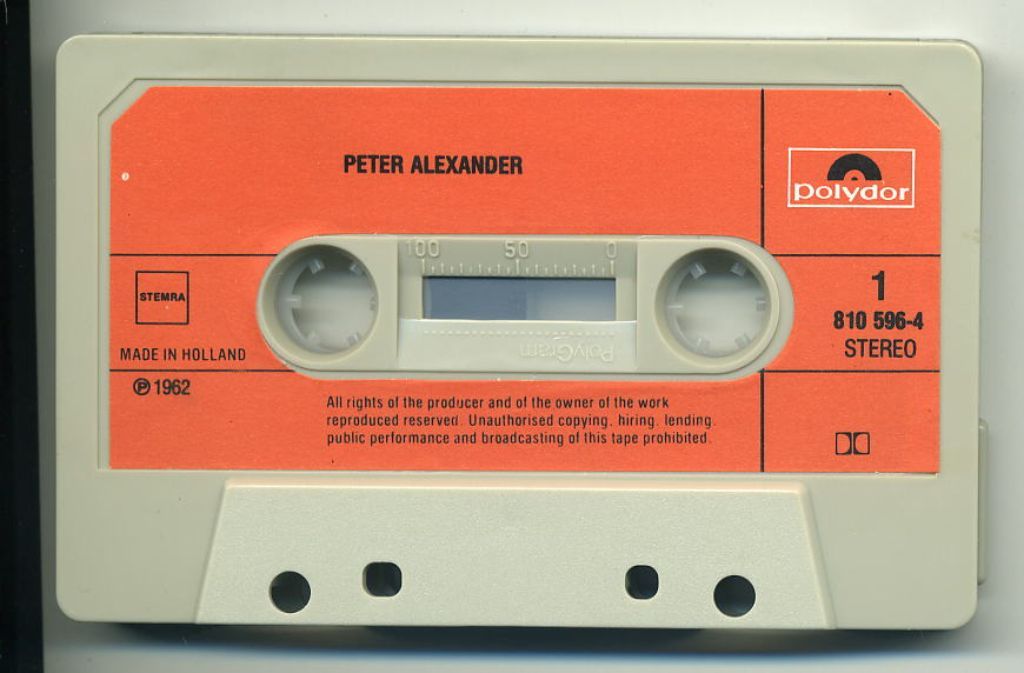 PETER ALEXANDER
polydor
100 50 0
STEMRA
1
810 596-4
STEREO
PolyGram
MADE IN HOLLAND
℗ 1962
All rights of the producer and of the owner of the work
reproduced reserved. Unauthorised copying, hiring, lending,
public performance and broadcasting of this tape prohibited.